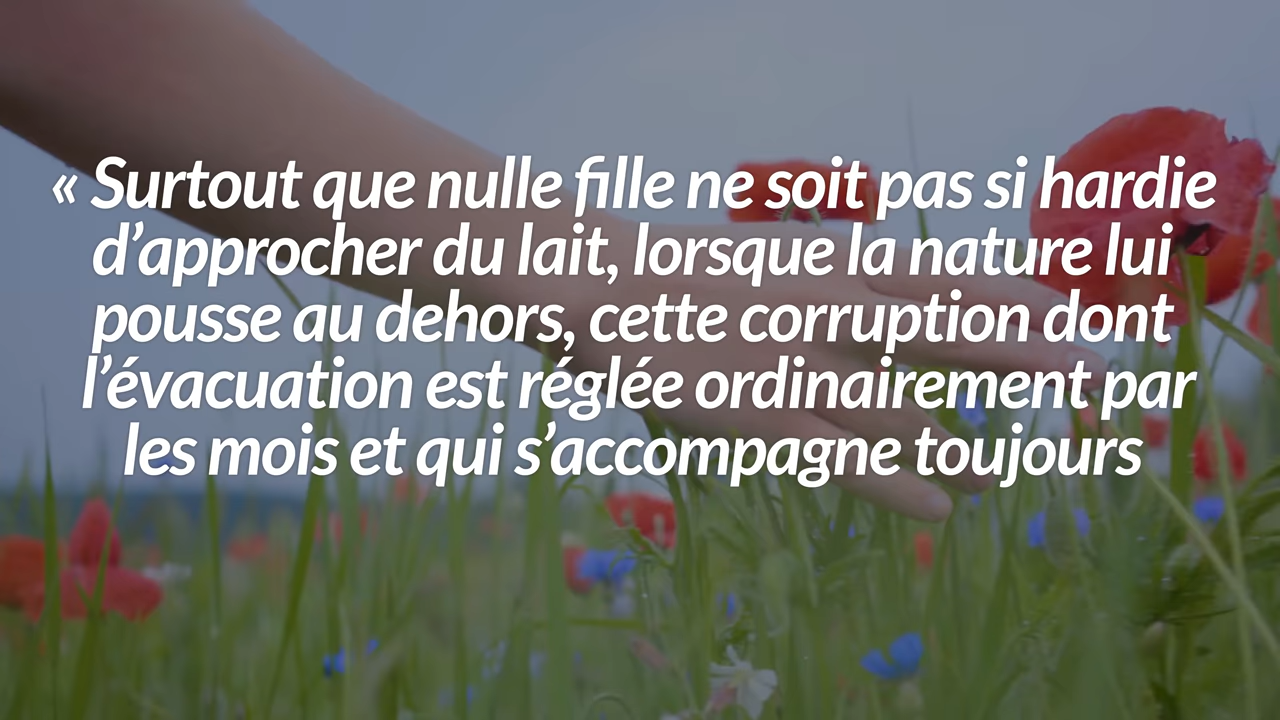 « Surtout que nulle fille ne soit pas si hardie
d’approcher du lait, lorsque la nature lui
pousse au dehors, cette corruption dont
l’évacuation est réglée ordinairement par
les mois et qui s’accompagne toujours